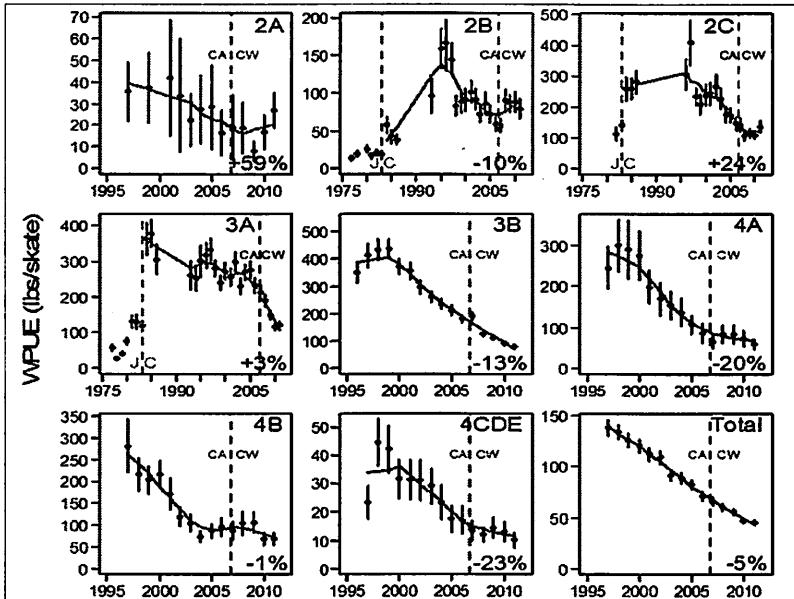 WPUE (lbs/skate)
2A
70
60
50
40
30
20
10
0
CA CW
+59%
1995 2001 2007
2B
200
150
100
50
0
CA CW
J C
-10%
1975 1985 1995 2005
2C
500
400
300
200
100
0
CA CW
J C
+24%
1975 1985 1995 2005
3A
400
300
200
100
0
CA CW
J C
+3%
1975 1990 2005
3B
500
400
300
200
100
0
CA CW
-13%
1995 2000 2005 2010
4A
300
200
100
0
CA CW
-20%
1995 2000 2005 2010
4B
350
300
250
200
150
100
50
0
CA CW
-1%
1995 2000 2005 2010
4CDE
50
40
30
20
10
0
CA CW
-23%
1995 2000 2005 2010
Total
150
100
50
0
CA CW
-5%
1995 2000 2005 2010